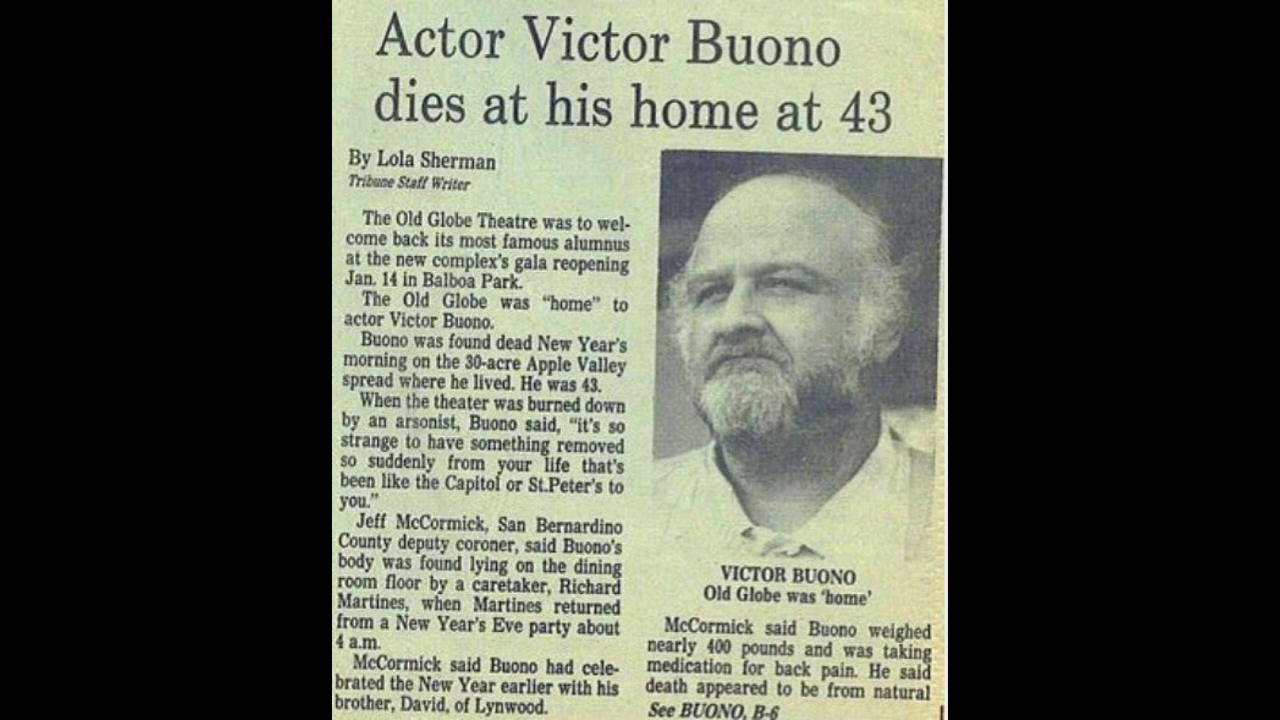 Actor Victor Buono
dies at his home at 43
By Lola Sherman
Tribune Staff Writer
The Old Globe Theatre was to wel-
come back its most famous alumnus
at the new complex's gala reopening
Jan. 14 in Balboa Park.
The Old Globe was "home" to
actor Victor Buono.
Buono was found dead New Year's
morning on the 30-acre Apple Valley
spread where he lived. He was 43.
When the theater was burned down
by an arsonist, Buono said, "it's so
strange to have something removed
so suddenly from your life that's
been like the Capitol or St.Peter's to
you."
Jeff McCormick, San Bernardino
County deputy coroner, said Buono's
body was found lying on the dining
room floor by a caretaker, Richard
Martines, when Martines returned
from a New Year's Eve party about
4 a.m.
McCormick said Buono had cele-
brated the New Year earlier with his
brother, David, of Lynwood.
VICTOR BUONO
Old Globe was 'home'
McCormick said Buono weighed
nearly 400 pounds and was taking
medication for back pain. He said
death appeared to be from natural
See BUONO, B-6